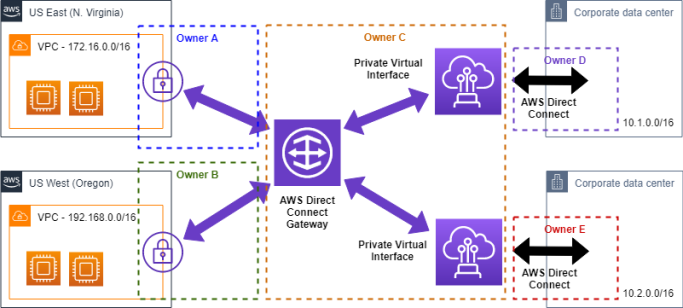 aws
US East (N. Virginia)
VPC - 172.16.0.0/16
Owner A
Owner C
Private Virtual
Interface
Corporate data center
Owner D
AWS Direct
Connect
10.1.0.0/16
AWS Direct
Connect
Gateway
aws
US West (Oregon)
VPC - 192.168.0.0/16
Owner B
Private Virtual
Interface
Corporate data center
Owner E
AWS Direct
Connect
10.2.0.0/16